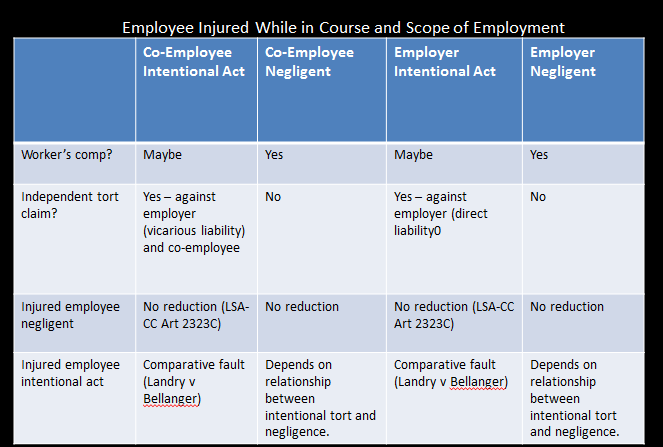 Employee Injured While in Course and Scope of Employment
Co-Employee
Intentional Act
Co-Employee
Negligent
Employer
Intentional Act
Employer
Negligent
Worker’s comp?
Maybe
Yes
Maybe
Yes
Independent tort
claim?
Yes – against
employer
(vicarious liability)
and co-employee
No
Yes – against
employer (direct
liability0
No
Injured employee
negligent
No reduction (LSA-
CC Art 2323C)
No reduction
No reduction (LSA-CC
Art 2323C)
No reduction
Injured employee
intentional act
Comparative fault
(Landry v
Bellanger)
Depends on
relationship
between
intentional tort and
negligence.
Comparative fault
(Landry v Bellanger)
Depends on
relationship
between
intentional tort
and negligence.